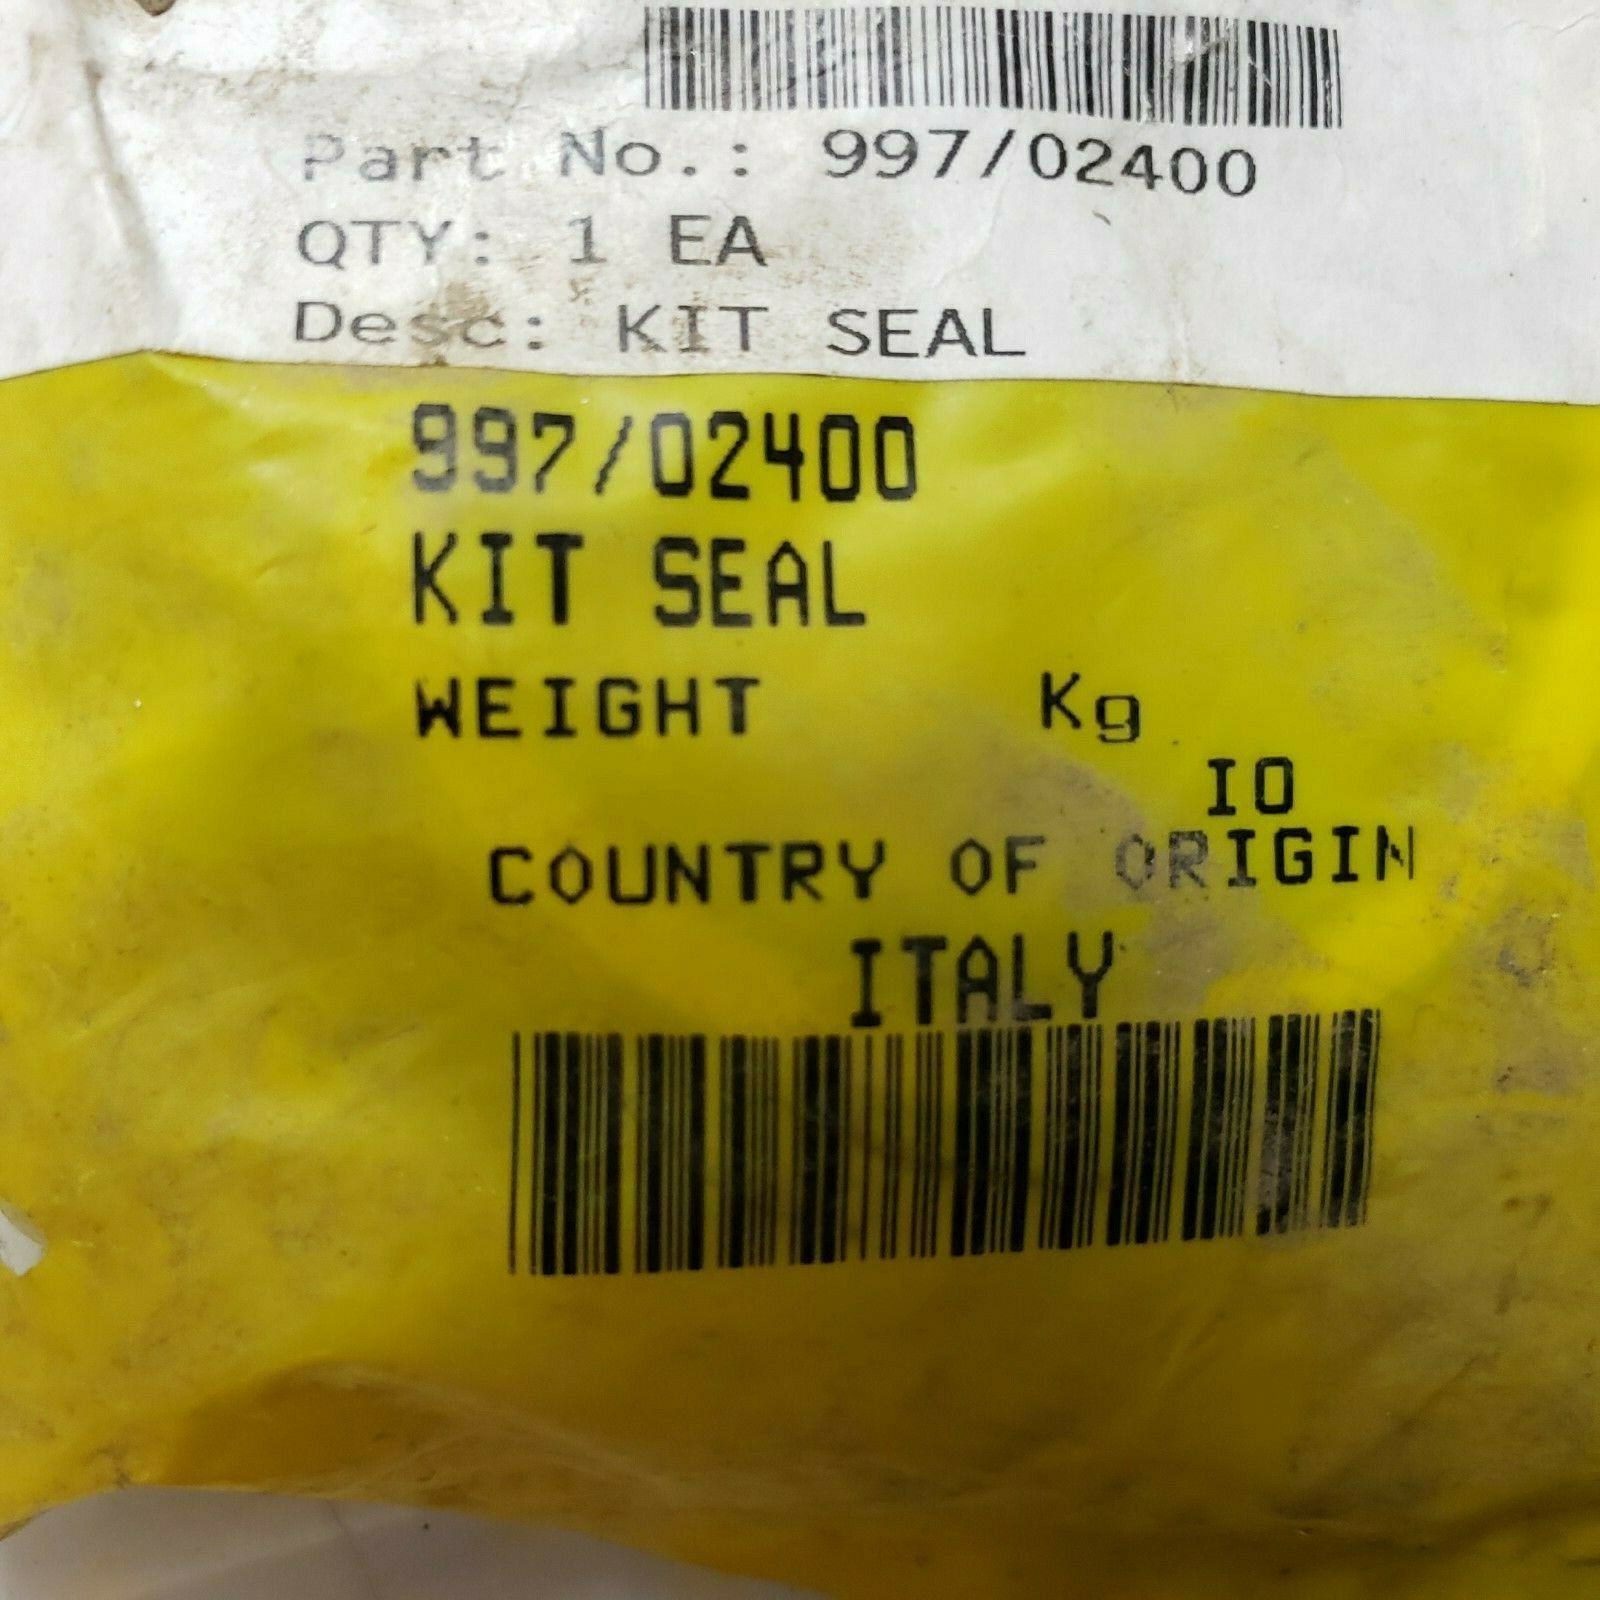 Part No.: 997/02400
QTY: 1 EA
Desc: KIT SEAL
997/02400
KIT SEAL
WEIGHT Kg
IO
COUNTRY OF ORIGIN
ITALY